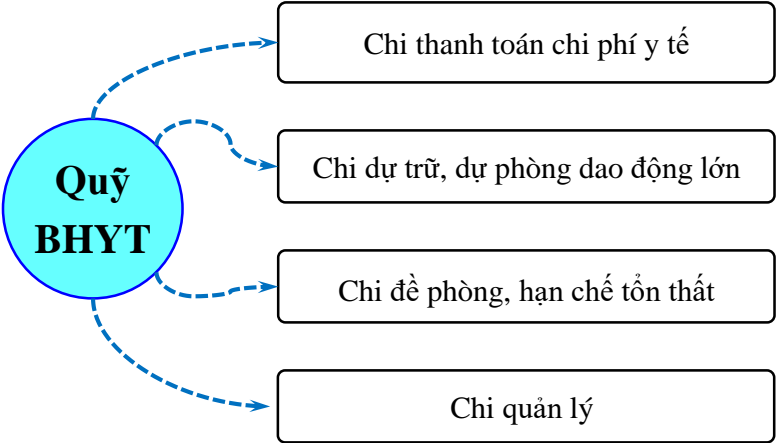 Chi thanh toán chi phí y tế
Chi dự trữ, dự phòng dao động lớn
Quỹ
BHYT
Chi đề phòng, hạn chế tổn thất
Chi quản lý